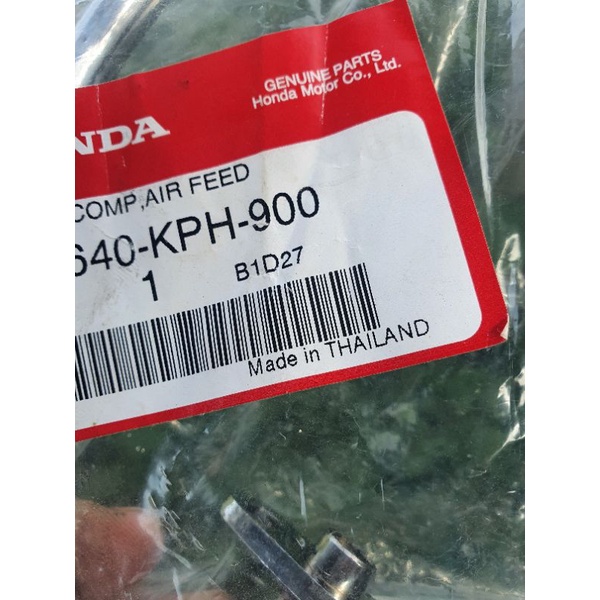 GENUINE PARTS
Honda Motor Co., Ltd.
NDA
COMP,AIR FEED
640-KPH-900
1 B1D27
Made in THAILAND